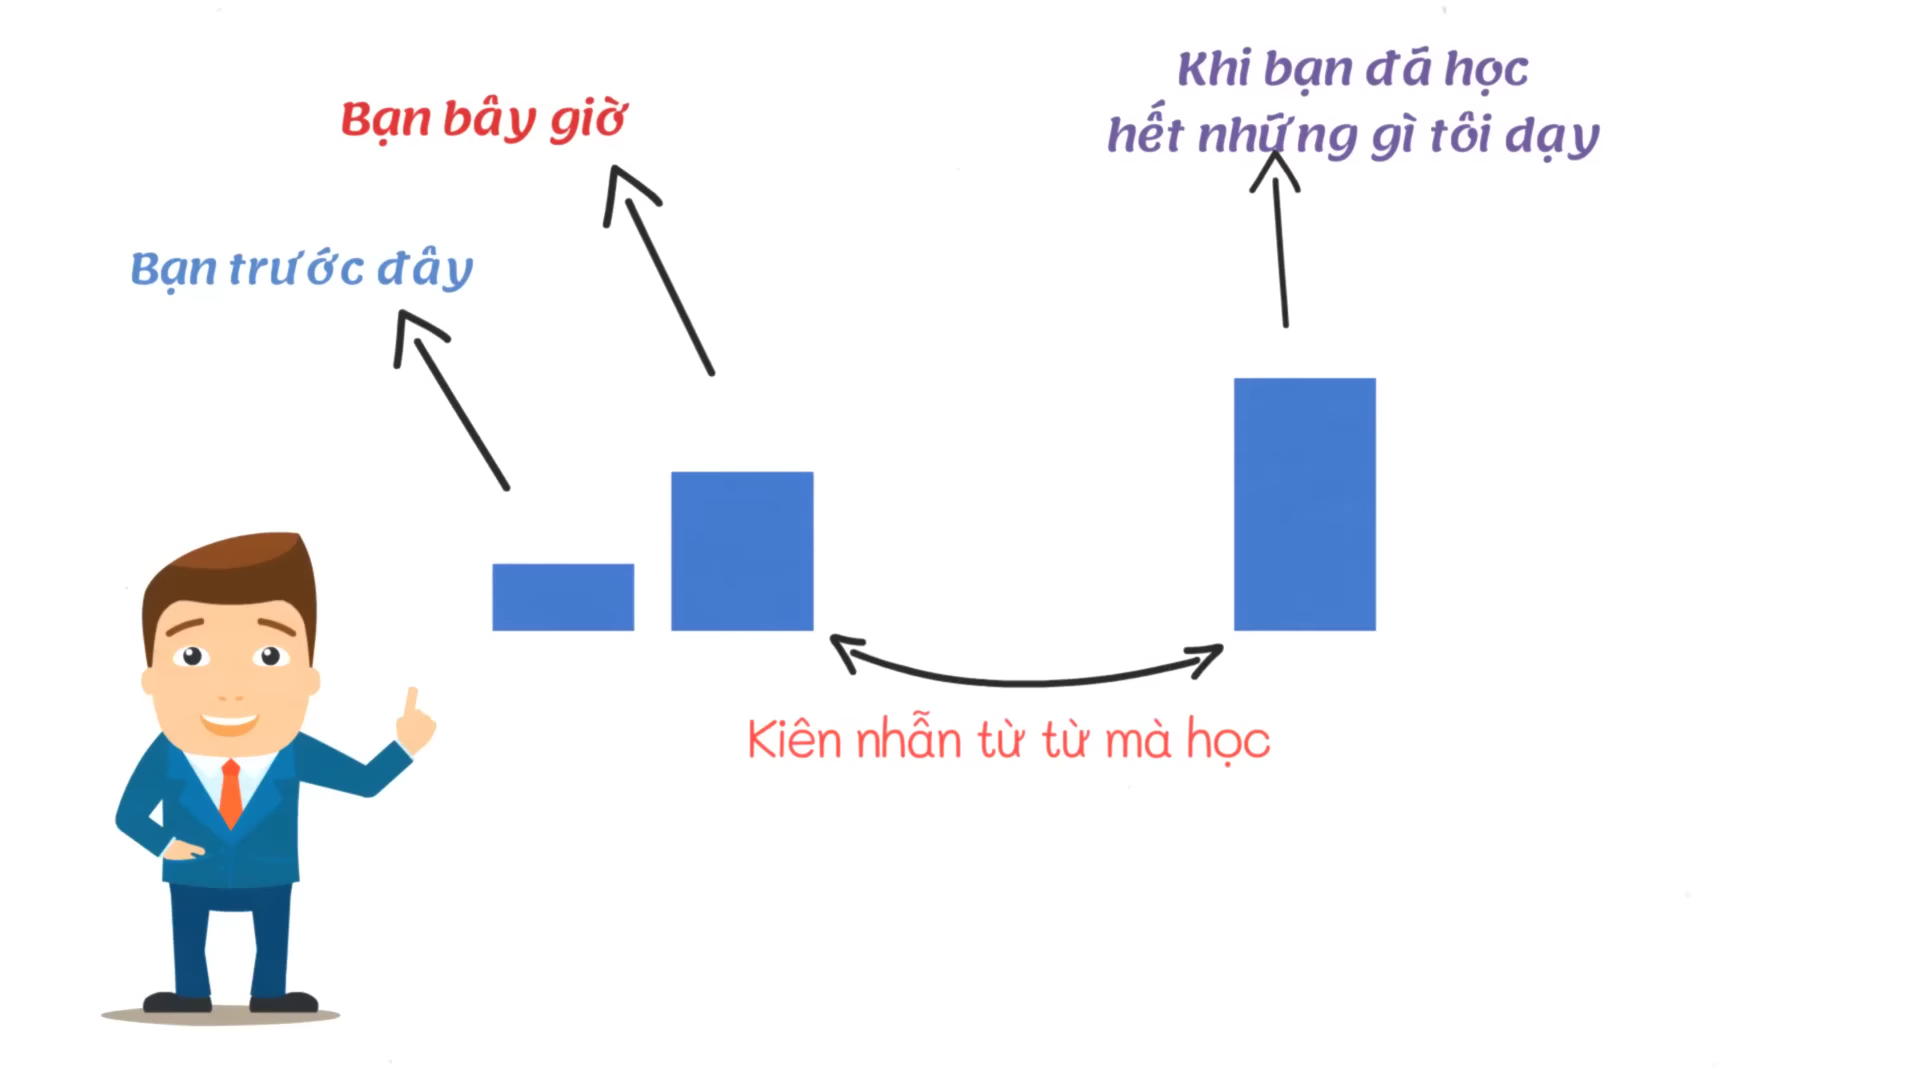 Khi bạn đã học
hết những gì tôi dạy
Bạn bây giờ
Bạn trước đây
Kiên nhẫn từ từ mà học